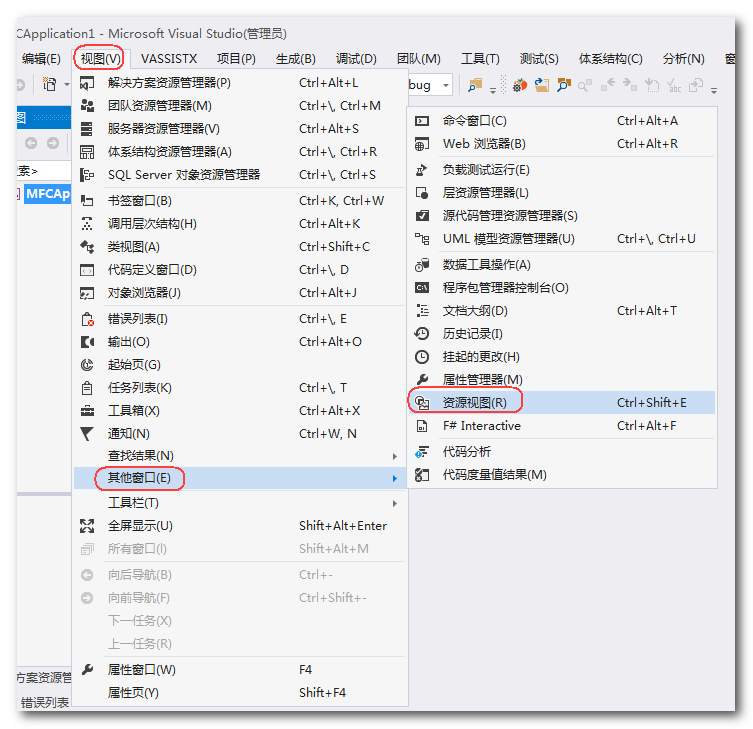 CApplication1 - Microsoft Visual Studio(管理员)
编辑(E) 视图(V) VASSISTX 项目(P) 生成(B) 调试(D) 团队(M) 工具(T) 测试(S) 体系结构(C) 分析(N) 窗
bug
图
索>
MFCAp
解决方案资源管理器(P) Ctrl+Alt+L
团队资源管理器(M) Ctrl+\, Ctrl+M
服务器资源管理器(V) Ctrl+Alt+S
体系结构资源管理器(A) Ctrl+\, Ctrl+R
SQL Server 对象资源管理器 Ctrl+\, Ctrl+S
书签窗口(B) Ctrl+K, Ctrl+W
调用层次结构(H) Ctrl+Alt+K
类视图(A) Ctrl+Shift+C
代码定义窗口(D) Ctrl+\, D
对象浏览器(J) Ctrl+Alt+J
错误列表(I) Ctrl+\, E
输出(O) Ctrl+Alt+O
起始页(G)
任务列表(K) Ctrl+\, T
工具箱(X) Ctrl+Alt+X
通知(N) Ctrl+W, N
查找结果(N)
其他窗口(E)
工具栏(T)
全屏显示(U) Shift+Alt+Enter
所有窗口(I) Shift+Alt+M
向后导航(B) Ctrl+-
向前导航(F) Ctrl+Shift+-
下一任务(X)
上一任务(R)
属性窗口(W) F4
属性页(Y) Shift+F4
命令窗口(C) Ctrl+Alt+A
Web 浏览器(B) Ctrl+Alt+R
负载测试运行(E)
层资源管理器(L)
源代码管理资源管理器(S)
UML 模型资源管理器(U) Ctrl+\, Ctrl+U
数据工具操作(A)
程序包管理器控制台(O)
文档大纲(D) Ctrl+Alt+T
历史记录(I)
挂起的更改(H)
属性管理器(M)
资源视图(R) Ctrl+Shift+E
F# Interactive Ctrl+Alt+F
代码分析
代码度量值结果(M)
方案资源管
错误列表